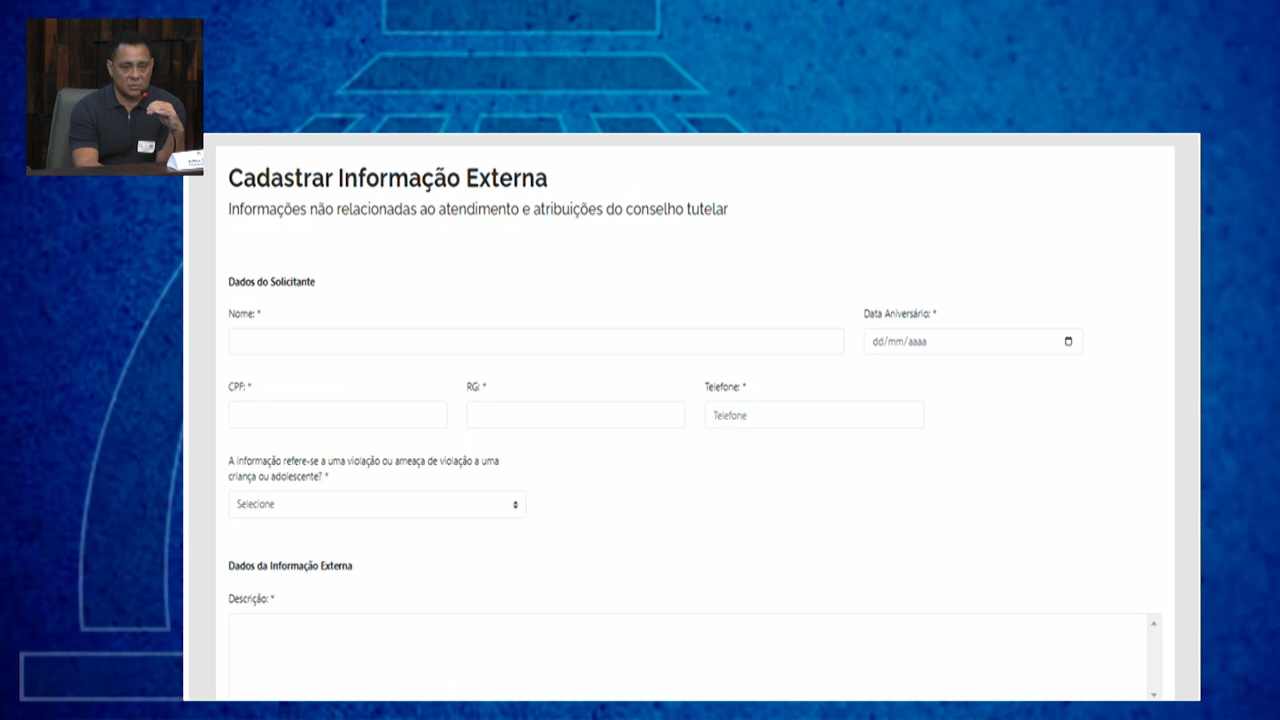 Cadastrar Informação Externa
Informações não relacionadas ao atendimento e atribuições do conselho tutelar
Dados do Solicitante
Nome: * Data Aniversário: *
dd/mm/aaaa
CPF: * RG: * Telefone: *
Telefone
A informação refere-se a uma violação ou ameaça de violação a uma
criança ou adolescente? *
Selecione
Dados da Informação Externa
Descrição: *